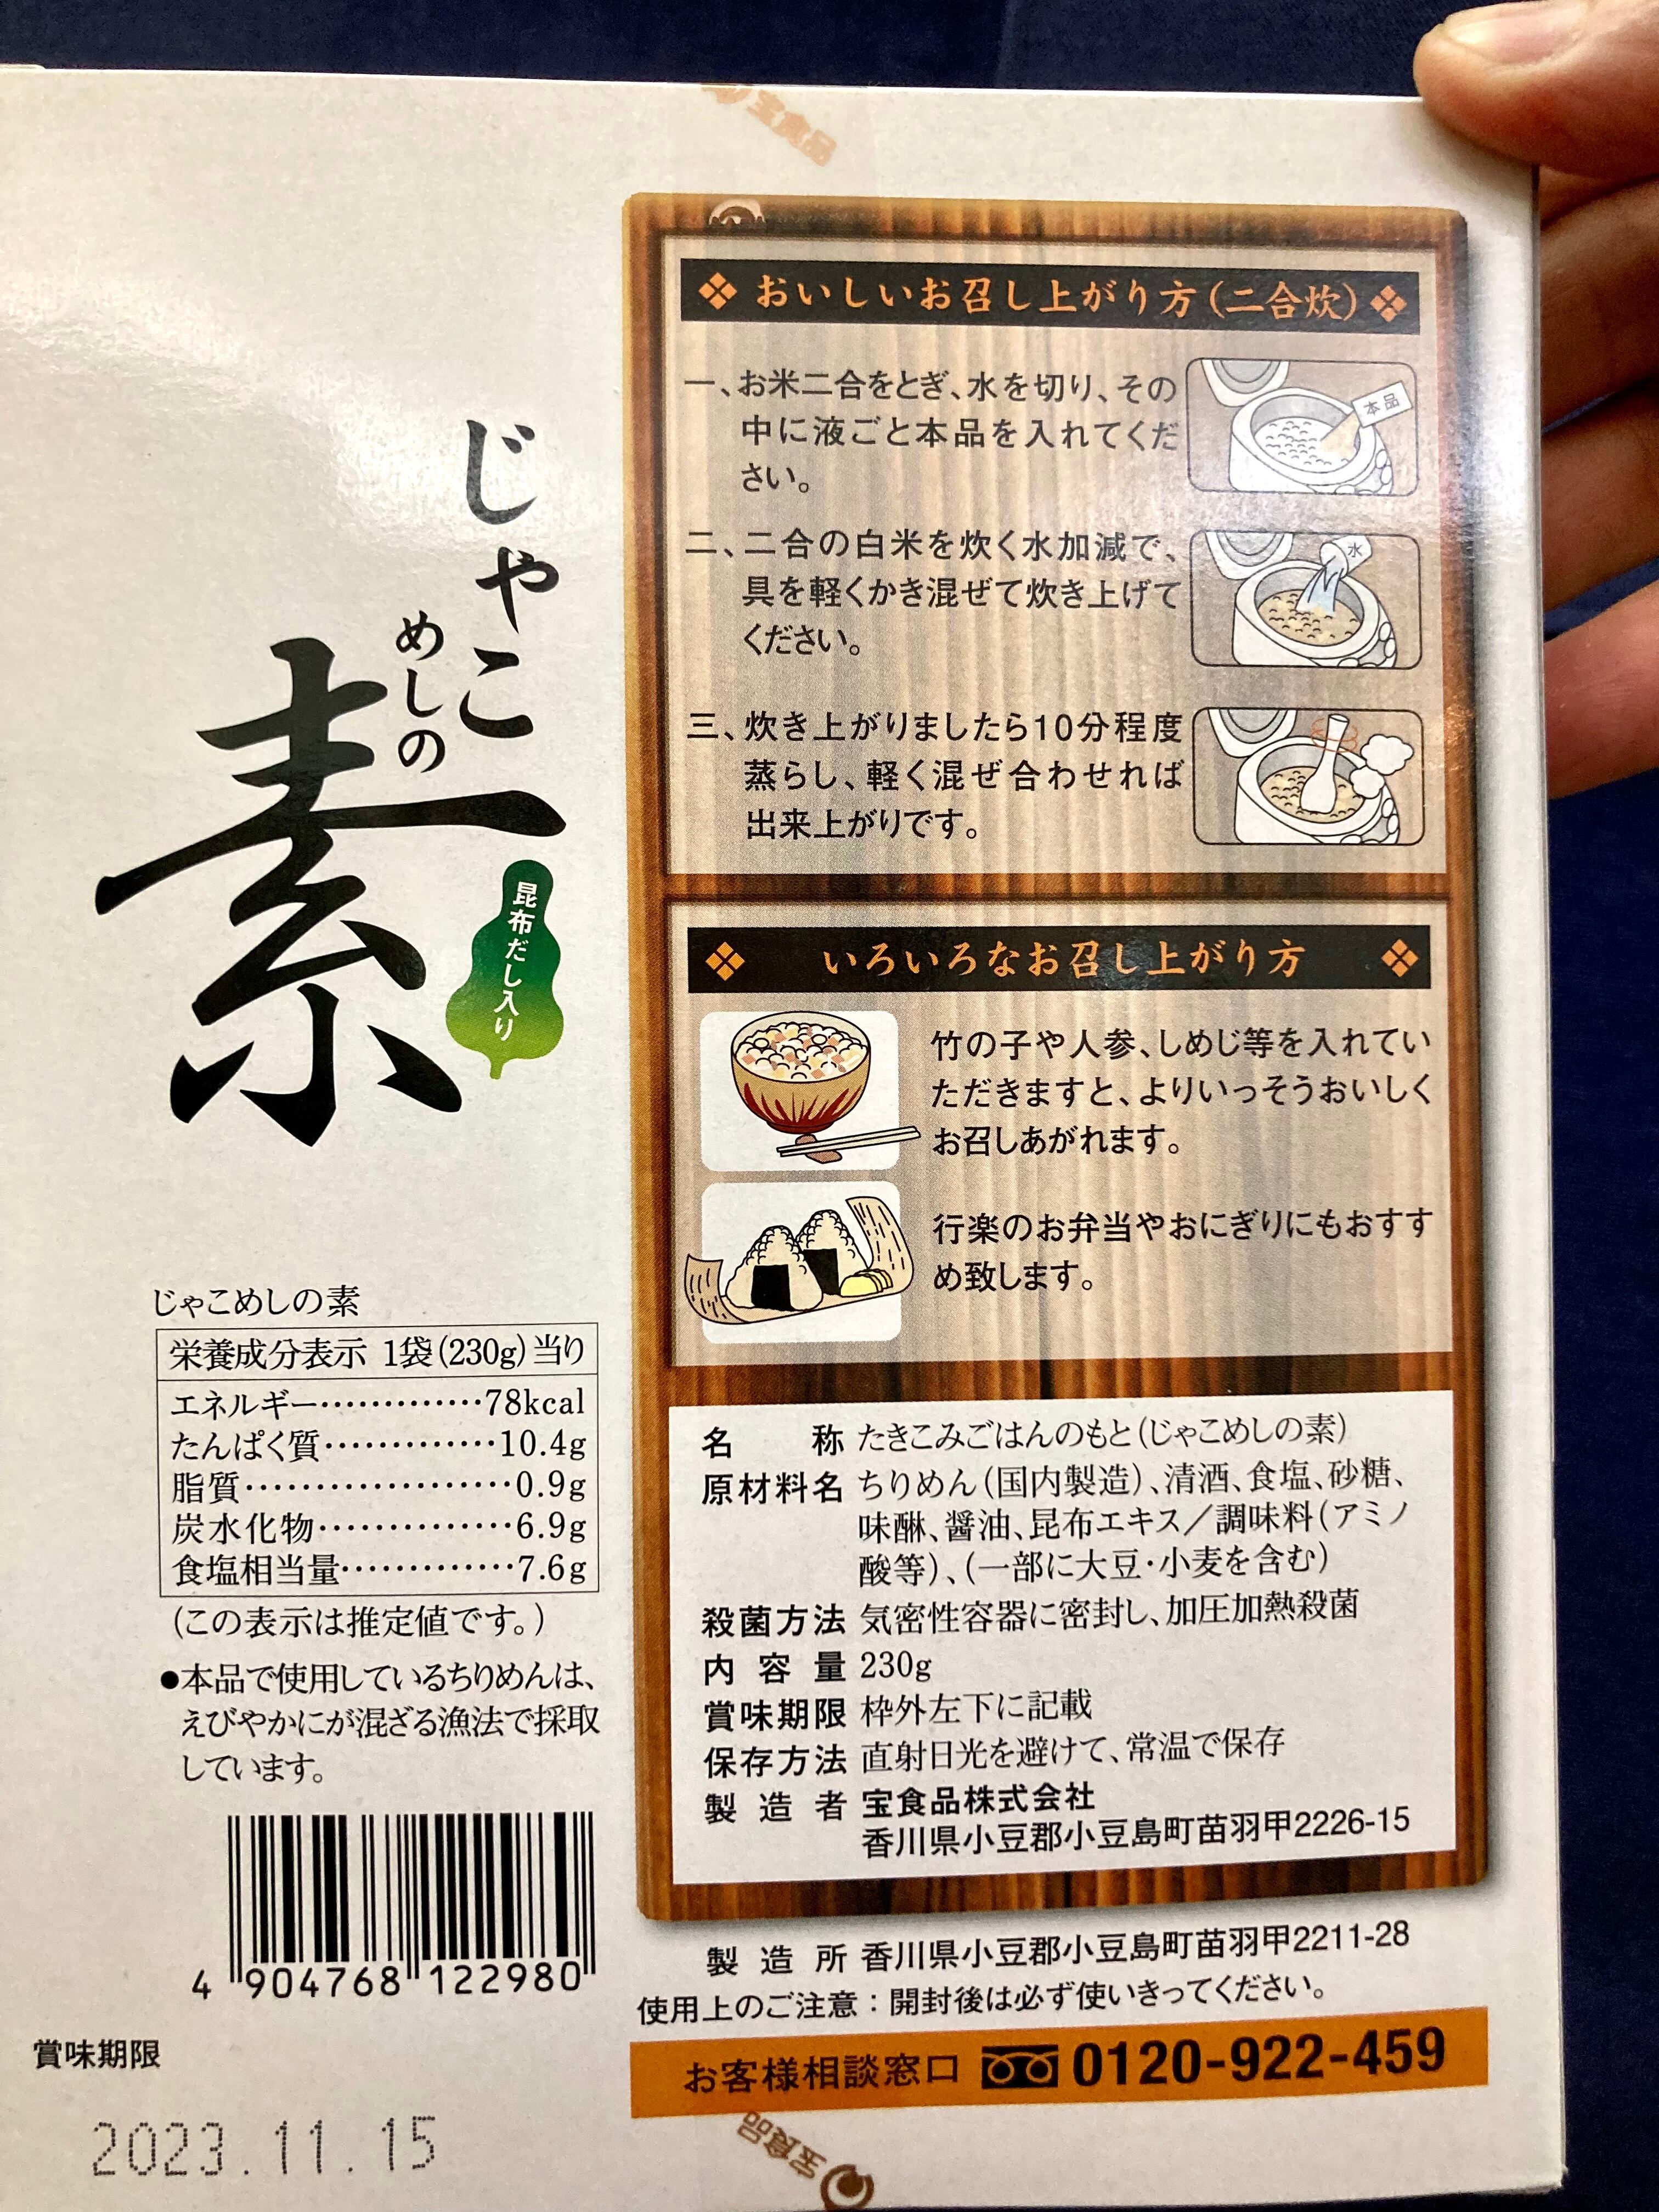 宝食品
じゃこ
めしの
素
昆布だし入り
おいしいお召し上がり方(二合炊)
一、お米二合をとぎ、水を切り、その
中に液ごと本品を入れてくだ
さい。
本品
二、二合の白米を炊く水加減で、
具を軽くかき混ぜて炊き上げて
ください。
水
三、炊き上がりましたら10分程度
蒸らし、軽く混ぜ合わせれば
出来上がりです。
いろいろなお召し上がり方
竹の子や人参、しめじ等を入れてい
ただきますと、よりいっそうおいしく
お召しあがれます。
行楽のお弁当やおにぎりにもおすす
め致します。
じゃこめしの素
栄養成分表示 1袋(230g)当り
エネルギー・・・・・・・・・・・・・78kcal
たんぱく質・・・・・・・・・・・・・10.4g
脂質・・・・・・・・・・・・・・・・・・・0.9g
炭水化物・・・・・・・・・・・・・・・6.9g
食塩相当量・・・・・・・・・・・・・7.6g
(この表示は推定値です。)
●本品で使用しているちりめんは、
えびやかにが混ざる漁法で採取
しています。
4 904768 122980
賞味期限
2023.11.15
名称 たきこみごはんのもと(じゃこめしの素)
原材料名 ちりめん(国内製造)、清酒、食塩、砂糖、
味醂、醤油、昆布エキス／調味料(アミノ
酸等)、(一部に大豆・小麦を含む)
殺菌方法 気密性容器に密封し、加圧加熱殺菌
内容量 230g
賞味期限 枠外左下に記載
保存方法 直射日光を避けて、常温で保存
製造者 宝食品株式会社
香川県小豆郡小豆島町苗羽甲2226-15
製造所 香川県小豆郡小豆島町苗羽甲2211-28
使用上のご注意：開封後は必ず使いきってください。
お客様相談窓口 0120-922-459
宝食品